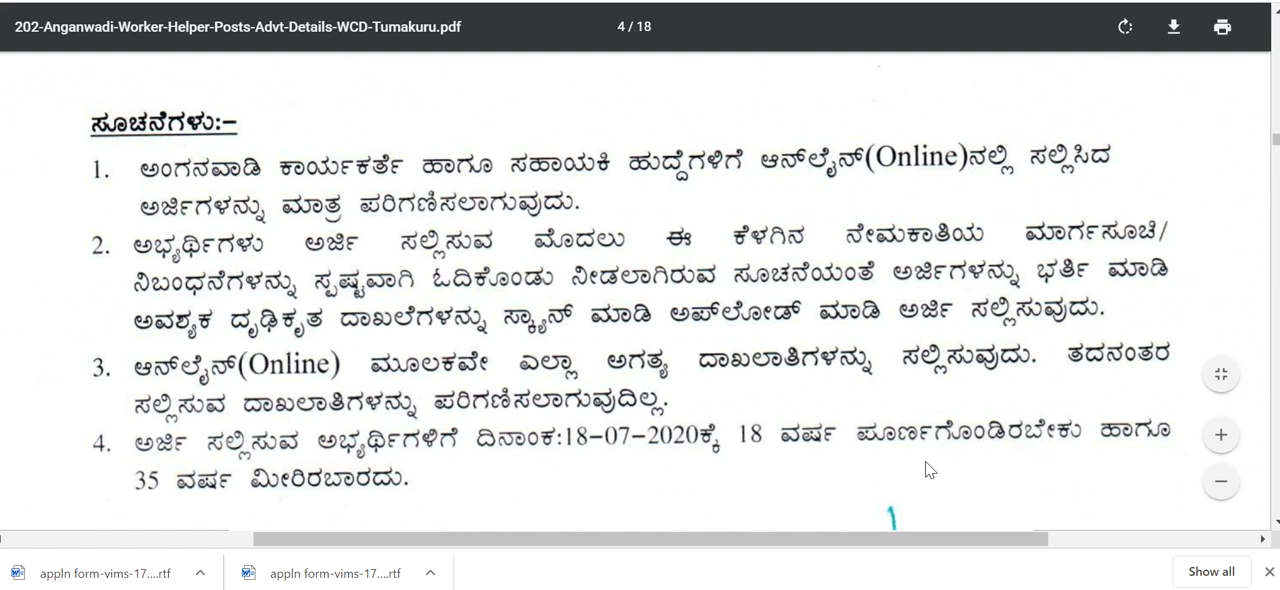 202-Anganwadi-Worker-Helper-Posts-Advt-Details-WCD-Tumakuru.pdf
4 / 18
ಸೂಚನೆಗಳು:–
1. ಅಂಗನವಾಡಿ ಕಾರ್ಯಕರ್ತೆ ಹಾಗೂ ಸಹಾಯಕಿ ಹುದ್ದೆಗಳಿಗೆ ಆನ್‌ಲೈನ್(Online)ನಲ್ಲಿ ಸಲ್ಲಿಸಿದ
ಅರ್ಜಿಗಳನ್ನು ಮಾತ್ರ ಪರಿಗಣಿಸಲಾಗುವುದು.
2. ಅಭ್ಯರ್ಥಿಗಳು ಅರ್ಜಿ ಸಲ್ಲಿಸುವ ಮೊದಲು ಈ ಕೆಳಗಿನ ನೇಮಕಾತಿಯ ಮಾರ್ಗಸೂಚಿ/
ನಿಬಂಧನೆಗಳನ್ನು ಸ್ಪಷ್ಟವಾಗಿ ಓದಿಕೊಂಡು ನೀಡಲಾಗಿರುವ ಸೂಚನೆಯಂತೆ ಅರ್ಜಿಗಳನ್ನು ಭರ್ತಿ ಮಾಡಿ
ಅವಶ್ಯಕ ದೃಢಿಕೃತ ದಾಖಲೆಗಳನ್ನು ಸ್ಕ್ಯಾನ್ ಮಾಡಿ ಅಪ್‌ಲೋಡ್ ಮಾಡಿ ಅರ್ಜಿ ಸಲ್ಲಿಸುವುದು.
3. ಆನ್‌ಲೈನ್(Online) ಮೂಲಕವೇ ಎಲ್ಲಾ ಅಗತ್ಯ ದಾಖಲಾತಿಗಳನ್ನು ಸಲ್ಲಿಸುವುದು. ತದನಂತರ
ಸಲ್ಲಿಸುವ ದಾಖಲಾತಿಗಳನ್ನು ಪರಿಗಣಿಸಲಾಗುವುದಿಲ್ಲ.
4. ಅರ್ಜಿ ಸಲ್ಲಿಸುವ ಅಭ್ಯರ್ಥಿಗಳಿಗೆ ದಿನಾಂಕ:18–07–2020ಕ್ಕೆ 18 ವರ್ಷ ಪೂರ್ಣಗೊಂಡಿರಬೇಕು ಹಾಗೂ
35 ವರ್ಷ ಮೀರಿರಬಾರದು.
appln form-vims-17....rtf
appln form-vims-17....rtf
Show all